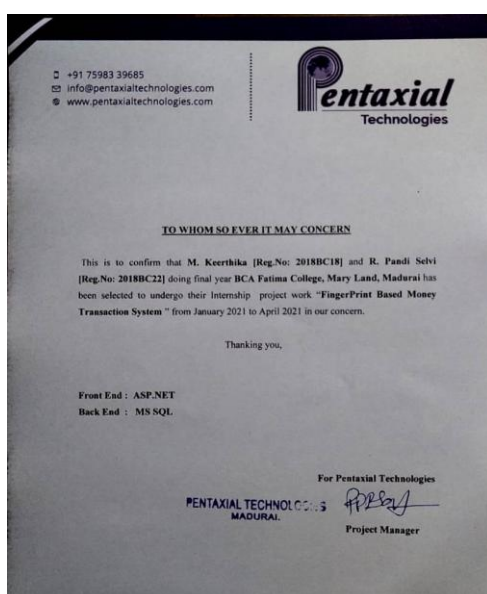 +91 75983 39685
info@pentaxialtechnologies.com
www.pentaxialtechnologies.com
Pentaxial
Technologies
TO WHOM SO EVER IT MAY CONCERN
This is to confirm that M. Keerthika [Reg.No: 2018BC18] and R. Pandi Selvi
[Reg.No: 2018BC22] doing final year BCA Fatima College, Mary Land, Madurai has
been selected to undergo their Internship project work “FingerPrint Based Money
Transaction System ” from January 2021 to April 2021 in our concern.
Thanking you,
Front End : ASP.NET
Back End : MS SQL
For Pentaxial Technologies
PENTAXIAL TECHNOLOGIES
MADURAI.
Project Manager